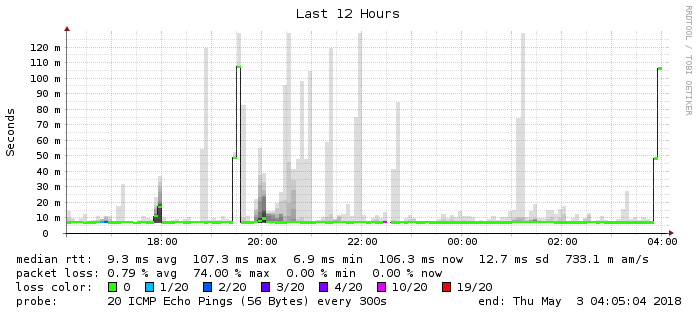 Last 12 Hours
RRDTOOL / TOBI OETIKER
Seconds
120 m
110 m
100 m
90 m
80 m
70 m
60 m
50 m
40 m
30 m
20 m
10 m
0
18:00 20:00 22:00 00:00 02:00 04:00
median rtt: 9.3 ms avg 107.3 ms max 6.9 ms min 106.3 ms now 12.7 ms sd 733.1 m am/s
packet loss: 0.79 % avg 74.00 % max 0.00 % min 0.00 % now
loss color: 0 1/20 2/20 3/20 4/20 10/20 19/20
probe: 20 ICMP Echo Pings (56 Bytes) every 300s end: Thu May 3 04:05:04 2018